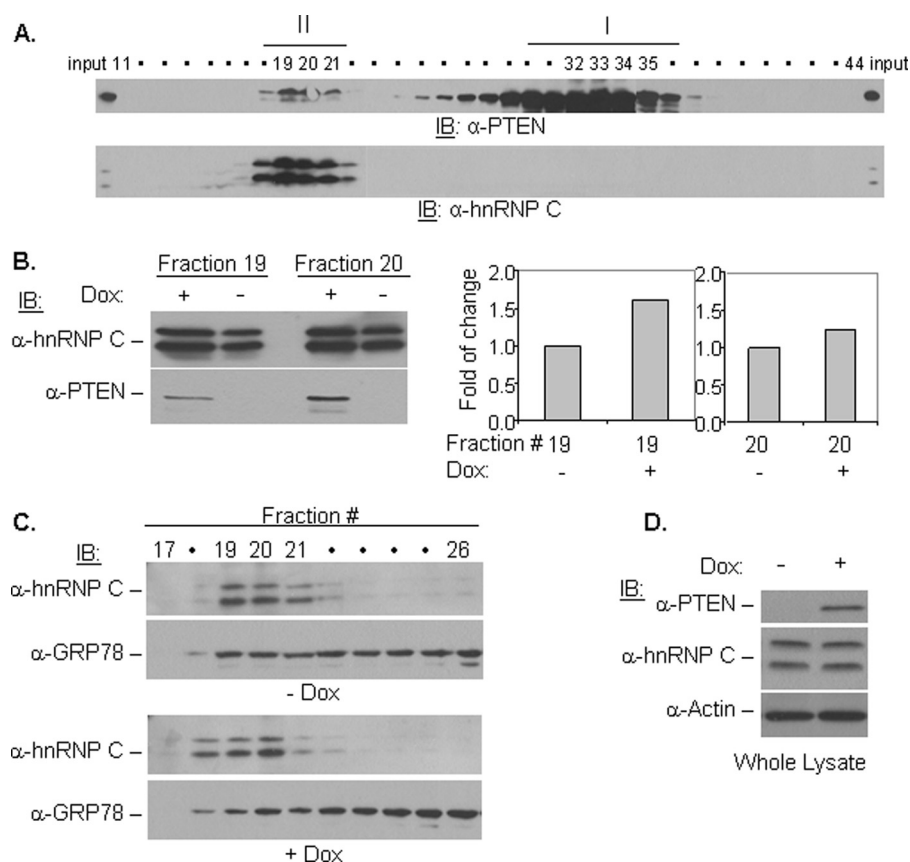 A.
II
I
input 11 • • • • • • • 19 20 21 • • • • • • • • • 32 33 34 35 • • • • • • • • 44 input
IB: α-PTEN
IB: α-hnRNP C
B.
Fraction 19 Fraction 20
IB: Dox: + - + -
α-hnRNP C –
α-PTEN –
Fold of change
2.0
1.5
1.0
0.5
0.0
2.0
1.5
1.0
0.5
0.0
Fraction # 19 19 20 20
Dox: - + - +
C.
Fraction #
IB: 17 • 19 20 21 • • • • 26
α-hnRNP C –
α-GRP78 –
- Dox
α-hnRNP C –
α-GRP78 –
+ Dox
D.
Dox: - +
IB:
α-PTEN –
α-hnRNP C –
α-Actin –
Whole Lysate